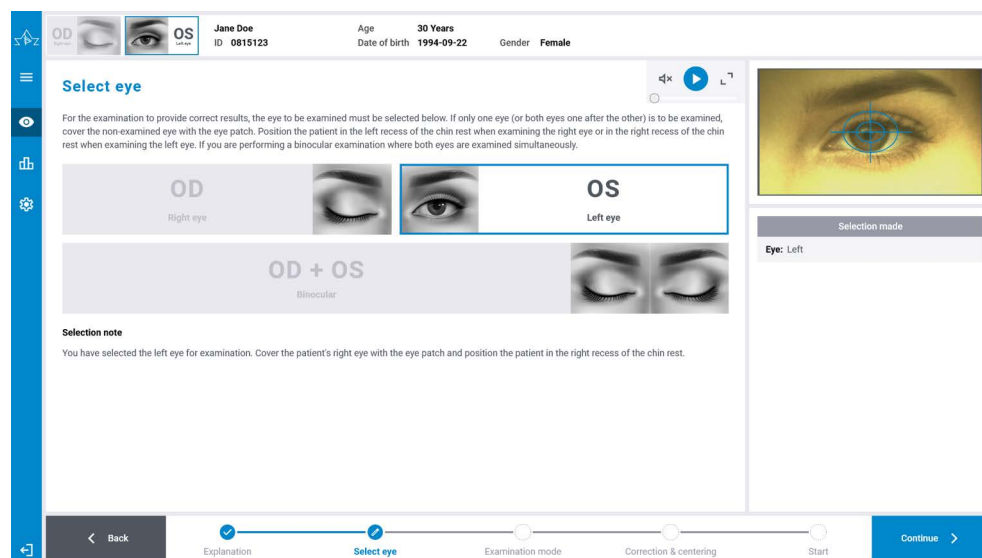 OD
Right eye
OS
Left eye
Jane Doe
ID 0815123
Age 30 Years
Date of birth 1994-09-22
Gender Female
Select eye
For the examination to provide correct results, the eye to be examined must be selected below. If only one eye (or both eyes one after the other) is to be examined,
cover the non-examined eye with the eye patch. Position the patient in the left recess of the chin rest when examining the right eye or in the right recess of the chin
rest when examining the left eye. If you are performing a binocular examination where both eyes are examined simultaneously.
OD
Right eye
OS
Left eye
OD + OS
Binocular
Selection note
You have selected the left eye for examination. Cover the patient's right eye with the eye patch and position the patient in the right recess of the chin rest.
Selection made
Eye: Left
Back
Explanation
Select eye
Examination mode
Correction & centering
Start
Continue